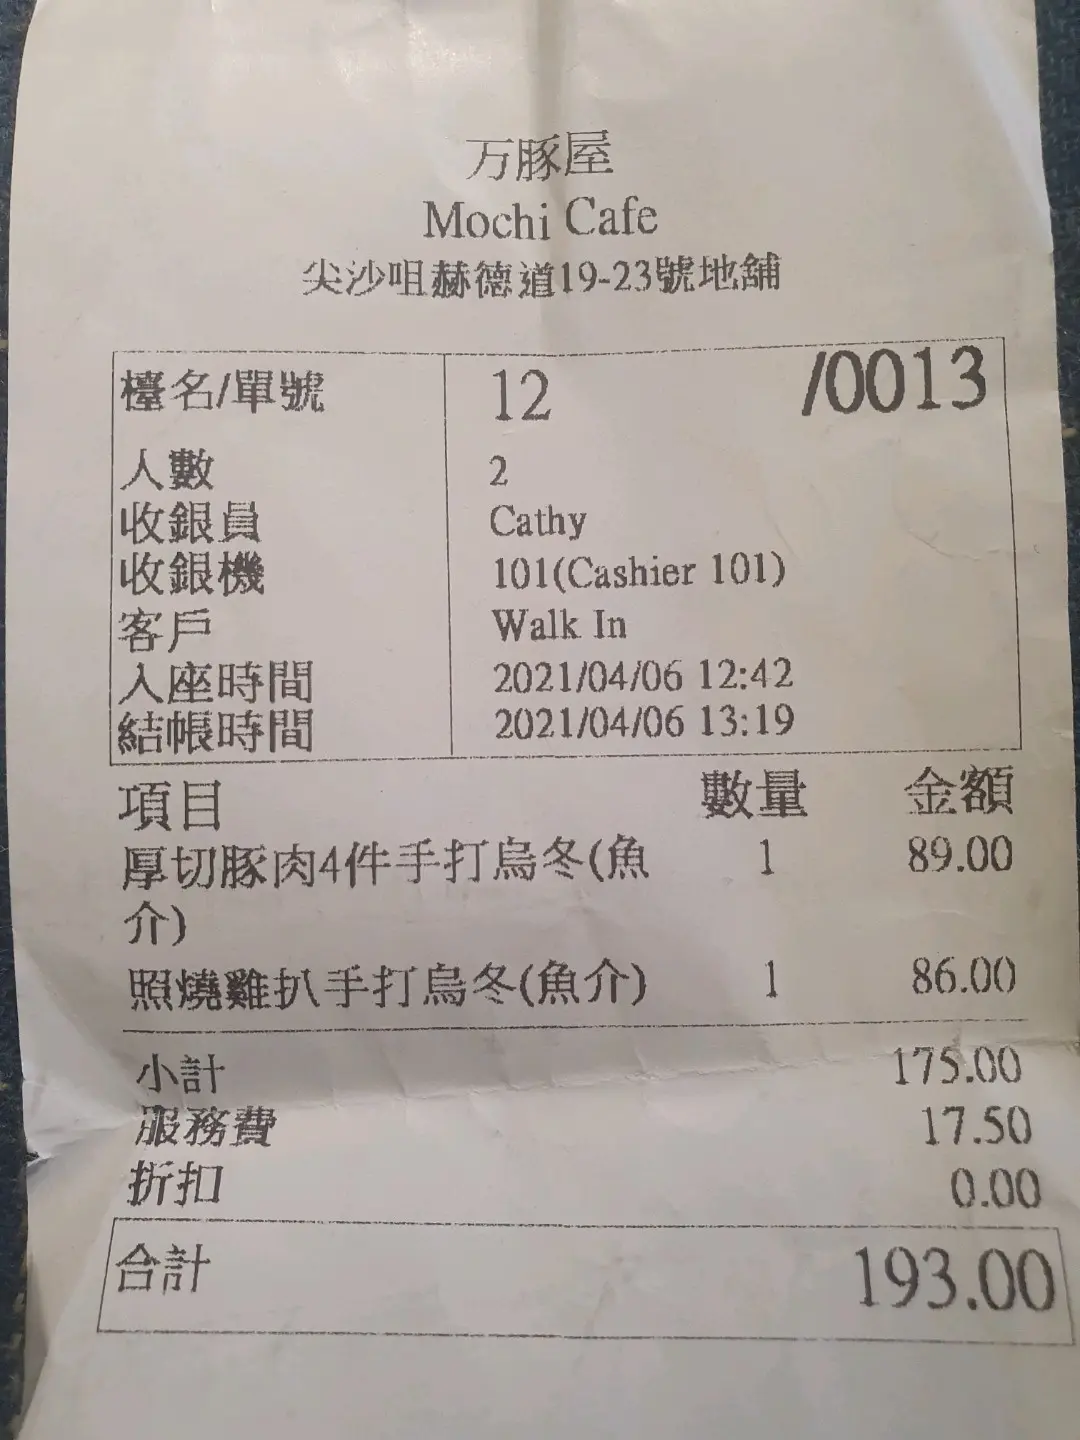 万豚屋
Mochi Cafe
尖沙咀赫德道19-23號地舖
檯名/單號 12 /0013
人數 2
收銀員 Cathy
收銀機 101(Cashier 101)
客戶 Walk In
入座時間 2021/04/06 12:42
結帳時間 2021/04/06 13:19
項目 數量 金額
厚切豚肉4件手打烏冬(魚 1 89.00
介)
照燒雞扒手打烏冬(魚介) 1 86.00
小計 175.00
服務費 17.50
折扣 0.00
合計 193.00